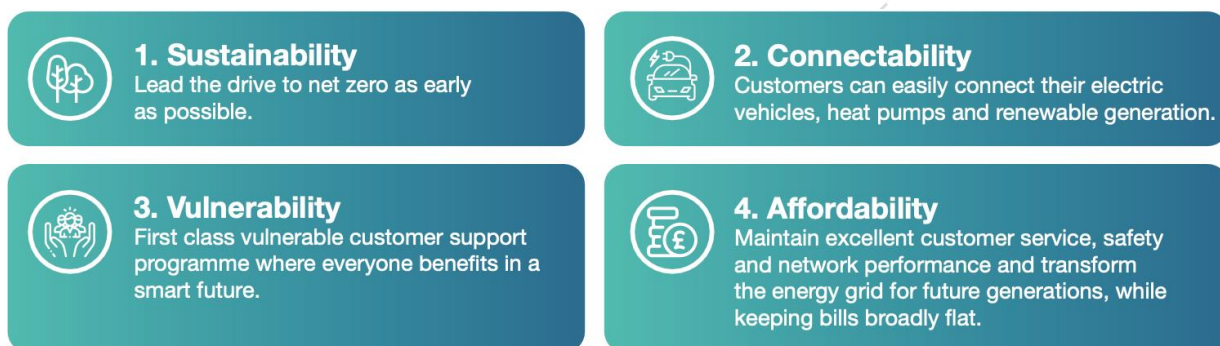 1. Sustainability
Lead the drive to net zero as early
as possible.
2. Connectability
Customers can easily connect their electric
vehicles, heat pumps and renewable generation.
3. Vulnerability
First class vulnerable customer support
programme where everyone benefits in a
smart future.
4. Affordability
Maintain excellent customer service, safety
and network performance and transform
the energy grid for future generations, while
keeping bills broadly flat.
£